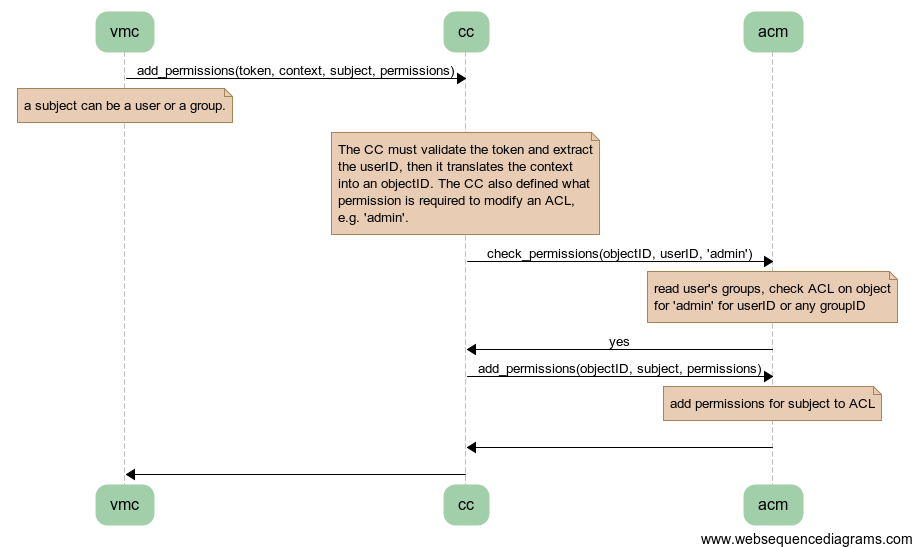 vmc
cc
acm
add_permissions(token, context, subject, permissions)
a subject can be a user or a group.
The CC must validate the token and extract
the userID, then it translates the context
into an objectID. The CC also defined what
permission is required to modify an ACL,
e.g. 'admin'.
check_permissions(objectID, userID, 'admin')
read user's groups, check ACL on object
for 'admin' for userID or any groupID
yes
add_permissions(objectID, subject, permissions)
add permissions for subject to ACL
vmc
cc
acm
www.websequencediagrams.com